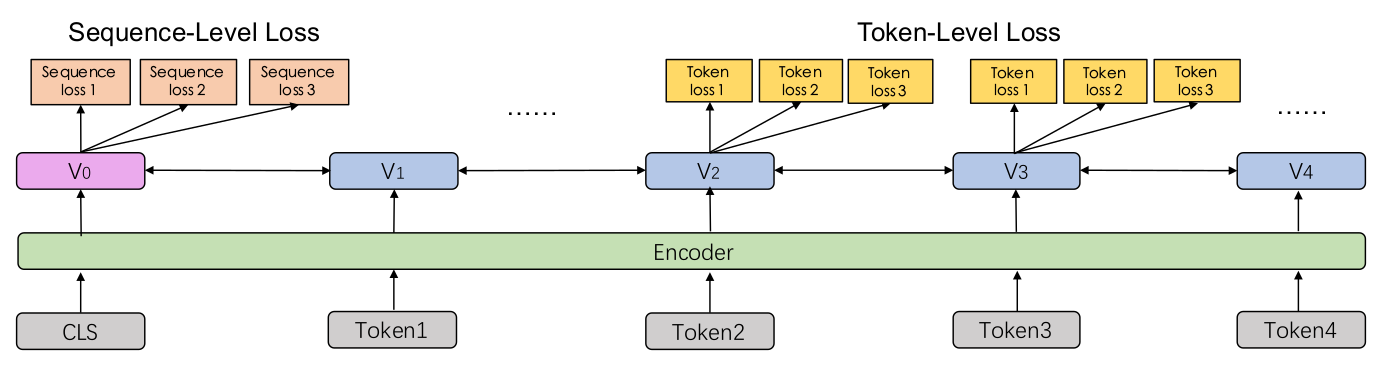 Sequence-Level Loss
Token-Level Loss
Sequence
loss 1
Sequence
loss 2
Sequence
loss 3
Token
loss 1
Token
loss 2
Token
loss 3
Token
loss 1
Token
loss 2
Token
loss 3
......
......
V0
V1
V2
V3
V4
Encoder
CLS
Token1
Token2
Token3
Token4